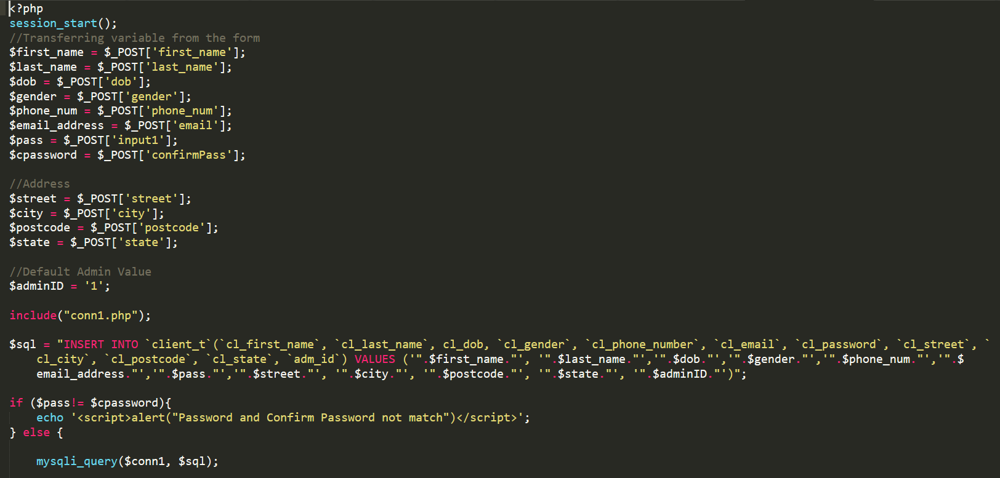 <?php
session_start();
//Transferring variable from the form
$first_name = $_POST['first_name'];
$last_name = $_POST['last_name'];
$dob = $_POST['dob'];
$gender = $_POST['gender'];
$phone_num = $_POST['phone_num'];
$email_address = $_POST['email'];
$pass = $_POST['input1'];
$cpassword = $_POST['confirmPass'];
//Address
$street = $_POST['street'];
$city = $_POST['city'];
$postcode = $_POST['postcode'];
$state = $_POST['state'];
//Default Admin Value
$adminID = '1';
include("conn1.php");
$sql = "INSERT INTO `client_t`(`cl_first_name`, `cl_last_name`, cl_dob, `cl_gender`, `cl_phone_number`, `cl_email`, `cl_password`, `cl_street`, `
cl_city`, `cl_postcode`, `cl_state`, `adm_id`) VALUES ('".$first_name."', '".$last_name."','".$dob."','".$gender."','".$phone_num."','".$
email_address."','".$pass."','".$street."', '".$city."', '".$postcode."', '".$state."', '".$adminID."')";
if ($pass!= $cpassword){
echo '<script>alert("Password and Confirm Password not match")</script>';
} else {
mysqli_query($conn1, $sql);